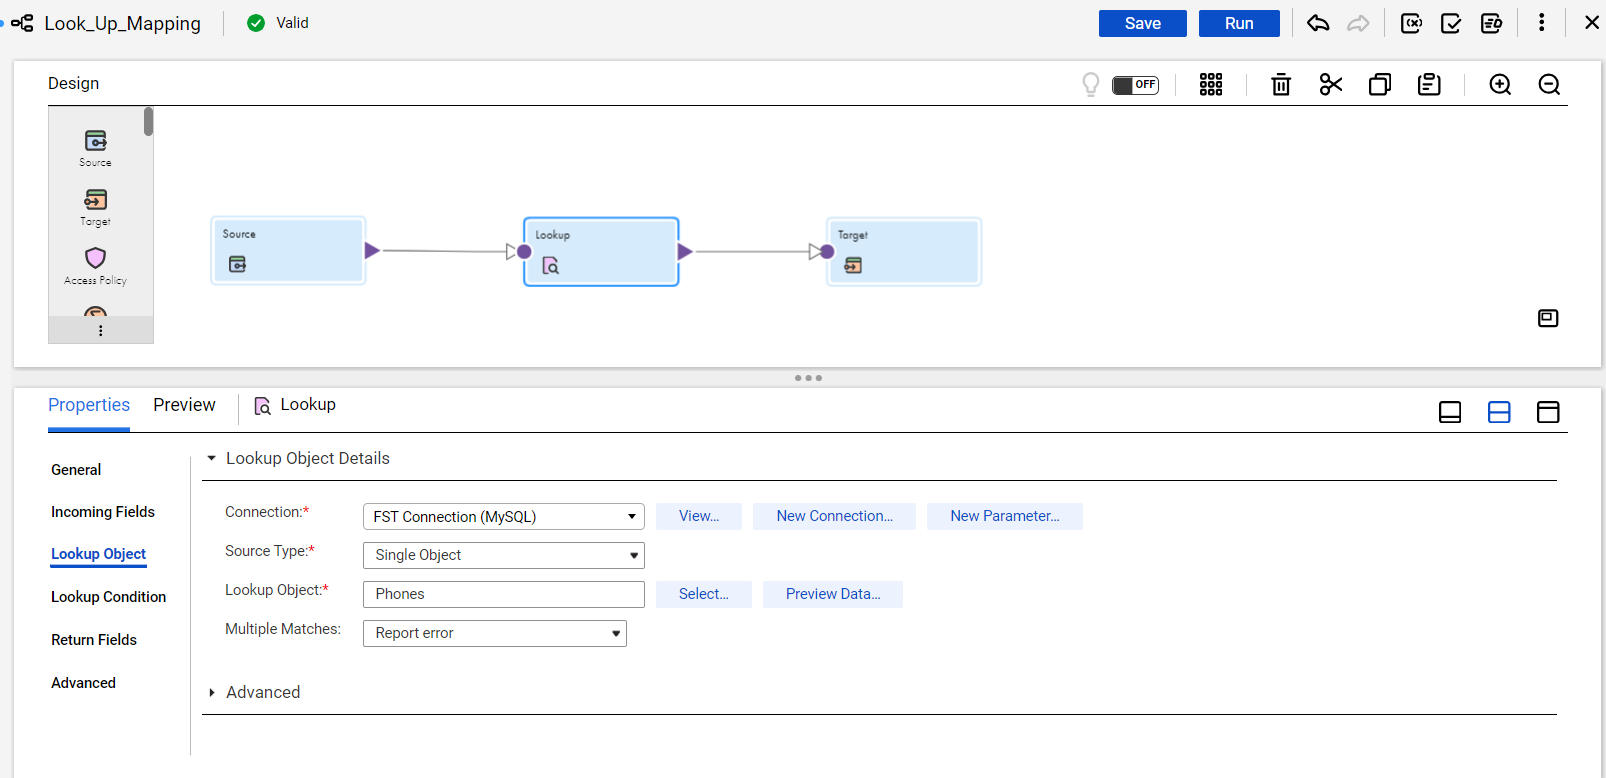 Look_Up_Mapping Valid Save Run
Design OFF
Source
Target
Access Policy
Source Lookup Target
Properties Preview Lookup
General
Incoming Fields
Lookup Object
Lookup Condition
Return Fields
Advanced
Lookup Object Details
Connection:* FST Connection (MySQL) View... New Connection... New Parameter...
Source Type:* Single Object
Lookup Object:* Phones Select... Preview Data...
Multiple Matches: Report error
Advanced